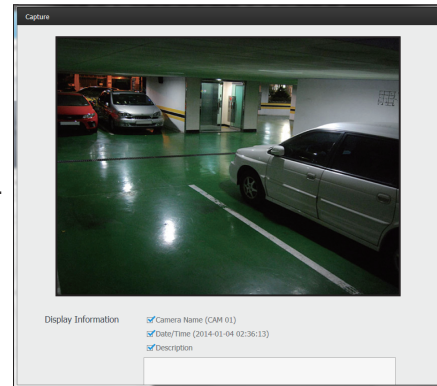 Capture
Display Information
Camera Name (CAM 01)
Date/Time (2014-01-04 02:36:13)
Description